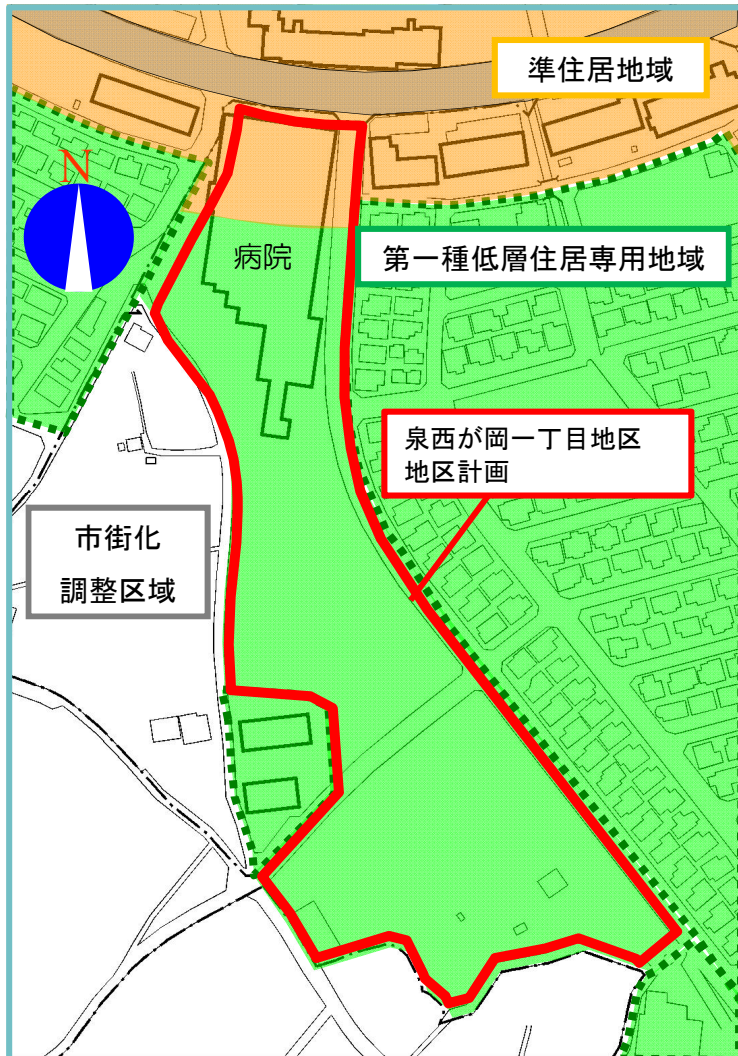 準住居地域
N
病院
第一種低層住居専用地域
泉西が岡一丁目地区
地区計画
市街化
調整区域